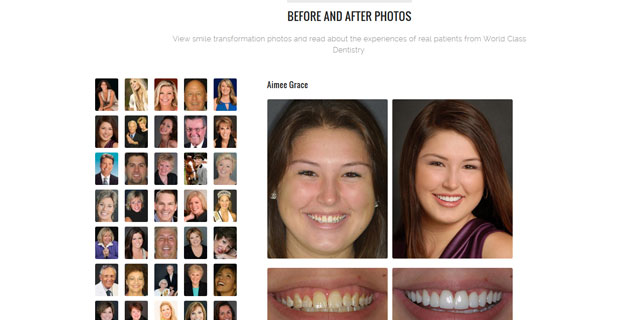 BEFORE AND AFTER PHOTOS
View smile transformation photos and read about the experiences of real patients from World Class
Dentistry
Aimee Grace